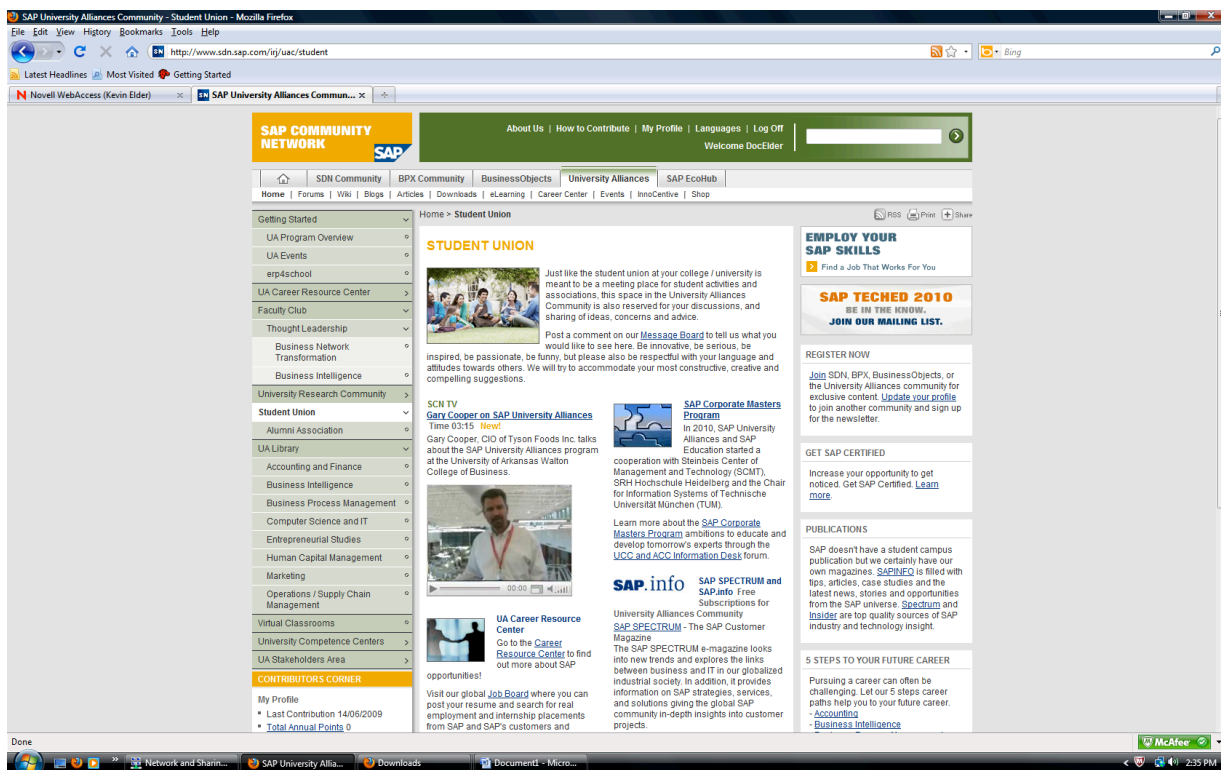 SAP University Alliances Community - Student Union - Mozilla Firefox
File Edit View History Bookmarks Tools Help
SN http://www.sdn.sap.com/irj/uac/student
Bing
Latest Headlines Most Visited Getting Started
Novell WebAccess (Kevin Elder)
SN SAP University Alliances Commun...
SAP COMMUNITY
NETWORK
SAP
About Us | How to Contribute | My Profile | Languages | Log Off
Welcome DocElder
SDN Community BPX Community BusinessObjects University Alliances SAP EcoHub
Home | Forums | Wiki | Blogs | Articles | Downloads | eLearning | Career Center | Events | InnoCentive | Shop
Getting Started
UA Program Overview
UA Events
erp4school
UA Career Resource Center
Faculty Club
Thought Leadership
Business Network
Transformation
Business Intelligence
University Research Community
Student Union
Alumni Association
UA Library
Accounting and Finance
Business Intelligence
Business Process Management
Computer Science and IT
Entrepreneurial Studies
Human Capital Management
Marketing
Operations / Supply Chain
Management
Virtual Classrooms
University Competence Centers
UA Stakeholders Area
CONTRIBUTORS CORNER
My Profile
Last Contribution 14/06/2009
Total Annual Points 0
Home > Student Union
RSS Print Share
STUDENT UNION
Just like the student union at your college / university is
meant to be a meeting place for student activities and
associations, this space in the University Alliances
Community is also reserved for your discussions, and
sharing of ideas, concerns and advice.
Post a comment on our Message Board to tell us what you
would like to see here. Be innovative, be serious, be
inspired, be passionate, be funny, but please also be respectful with your language and
attitudes towards others. We will try to accommodate your most constructive, creative and
compelling suggestions.
SCN TV
Gary Cooper on SAP University Alliances
Time 03:15 New!
Gary Cooper, CIO of Tyson Foods Inc. talks
about the SAP University Alliances program
at the University of Arkansas Walton
College of Business.
00:00
UA Career Resource
Center
Go to the Career
Resource Center to find
out more about SAP
opportunities!
Visit our global Job Board where you can
post your resume and search for real
employment and internship placements
from SAP and SAP's customers and
SAP Corporate Masters
Program
In 2010, SAP University
Alliances and SAP
Education started a
cooperation with Steinbeis Center of
Management and Technology (SCMT),
SRH Hochschule Heidelberg and the Chair
for Information Systems of Technische
Universität München (TUM).
Learn more about the SAP Corporate
Masters Program ambitions to educate and
develop tomorrow's experts through the
UCC and ACC Information Desk forum.
SAP.info
SAP SPECTRUM and
SAP.info Free
Subscriptions for
University Alliances Community
SAP SPECTRUM - The SAP Customer
Magazine
The SAP SPECTRUM e-magazine looks
into new trends and explores the links
between business and IT in our globalized
industrial society. In addition, it provides
information on SAP strategies, services,
and solutions giving the global SAP
community in-depth insights into customer
projects.
EMPLOY YOUR
SAP SKILLS
Find a Job That Works For You
SAP TECHED 2010
BE IN THE KNOW.
JOIN OUR MAILING LIST.
REGISTER NOW
Join SDN, BPX, BusinessObjects, or
the University Alliances community for
exclusive content. Update your profile
to join another community and sign up
for the newsletter.
GET SAP CERTIFIED
Increase your opportunity to get
noticed. Get SAP Certified. Learn
more.
PUBLICATIONS
SAP doesn't have a student campus
publication but we certainly have our
own magazines. SAPINFO is filled with
tips, articles, case studies and the
latest news, stories and opportunities
from the SAP universe. Spectrum and
Insider are top quality sources of SAP
industry and technology insight.
5 STEPS TO YOUR FUTURE CAREER
Pursuing a career can often be
challenging. Let our 5 steps career
paths help you to your future career.
- Accounting
- Business Intelligence
Done
McAfee
Network and Sharin... SAP University Allia... Downloads Document1 - Micro... 2:35 PM